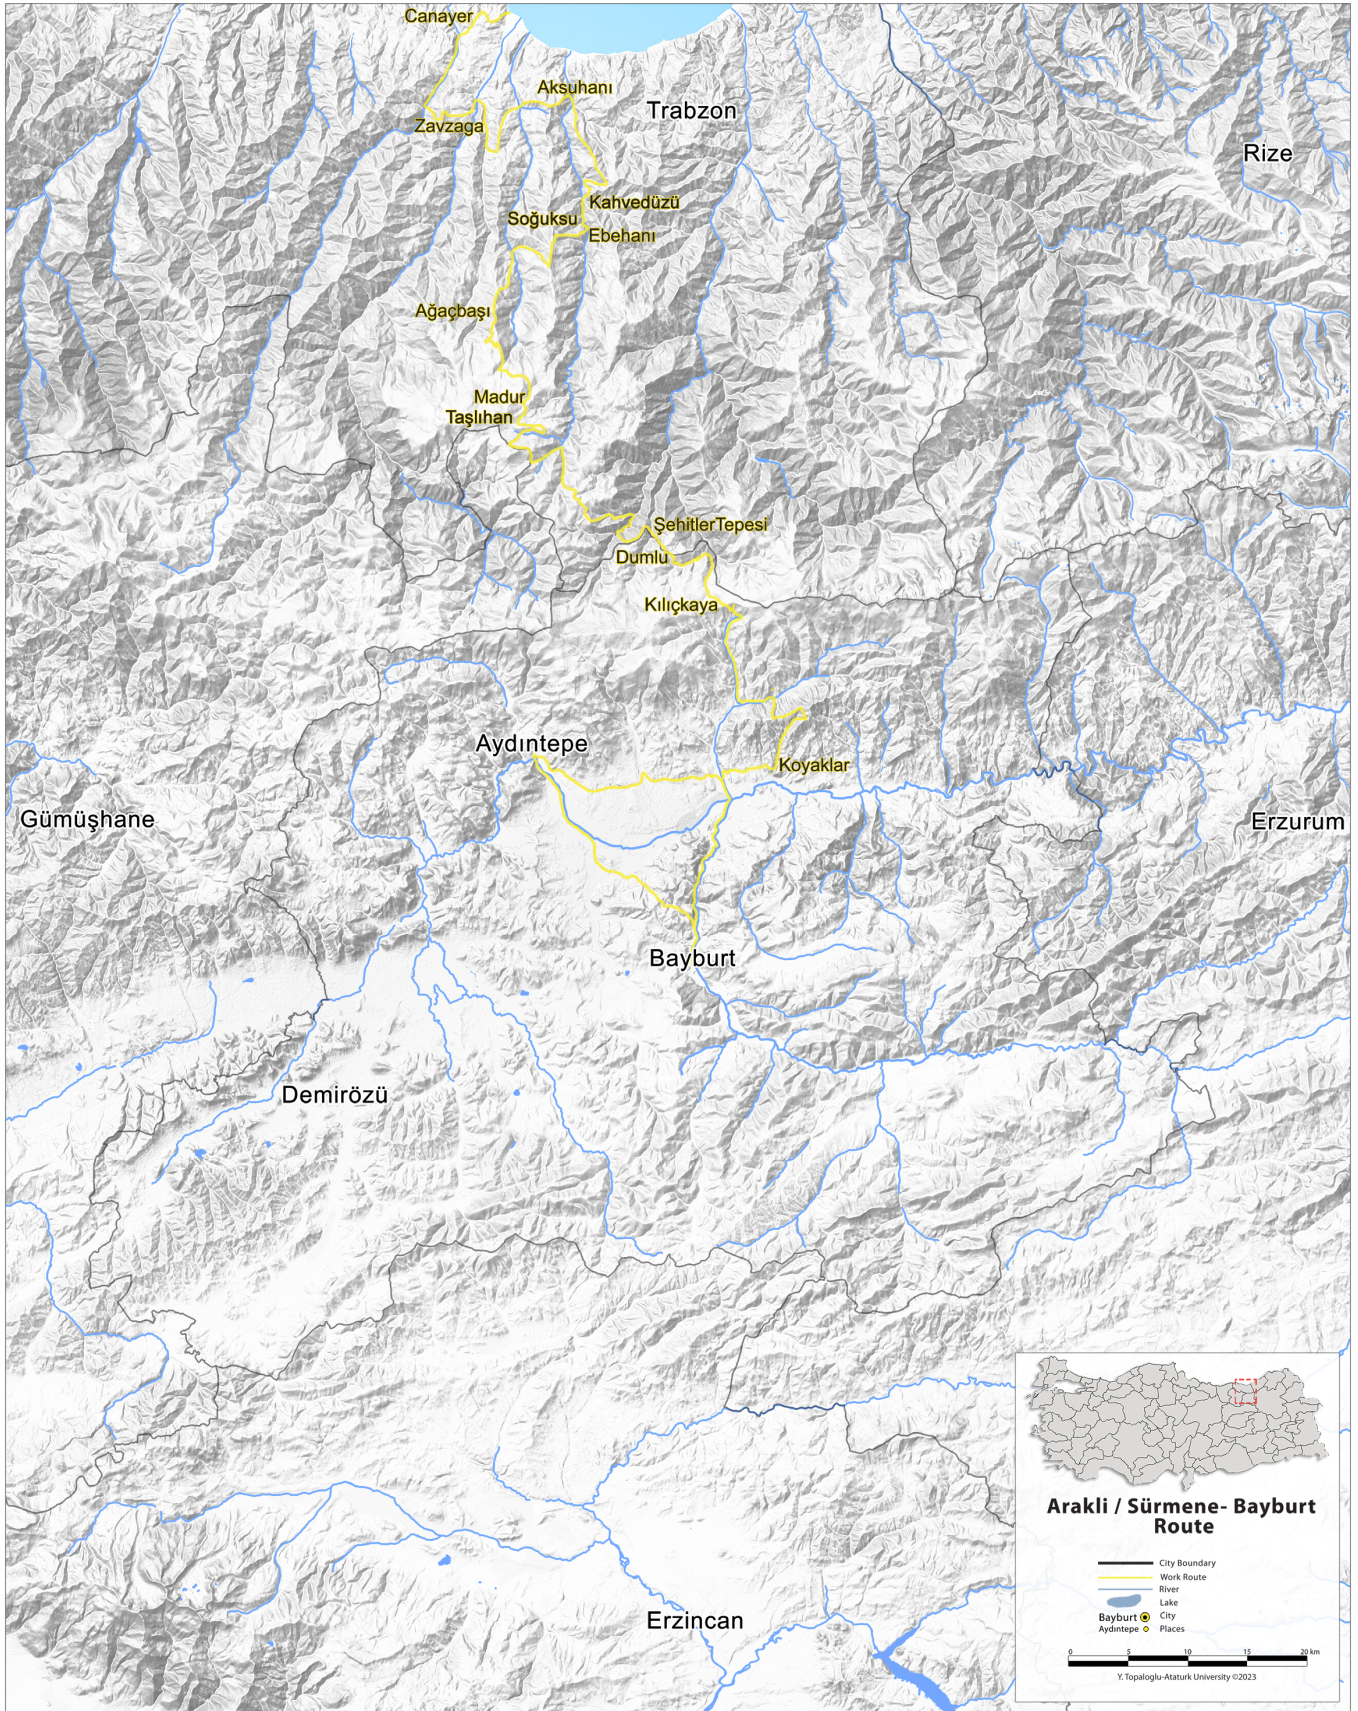 Canayer
Aksuhanı
Trabzon
Zavzaga
Rize
Kahvedüzü
Soğuksu
Ebehanı
Ağaçbaşı
Madur
Taşlıhan
ŞehitlerTepesi
Dumlu
Kılıçkaya
Aydıntepe
Koyaklar
Gümüşhane
Erzurum
Bayburt
Demirözü
Erzincan
Arakli / Sürmene- Bayburt
Route
City Boundary
Work Route
River
Lake
Bayburt City
Aydıntepe Places
0 5 10 15 20 km
Y. Topaloglu-Ataturk University ©2023